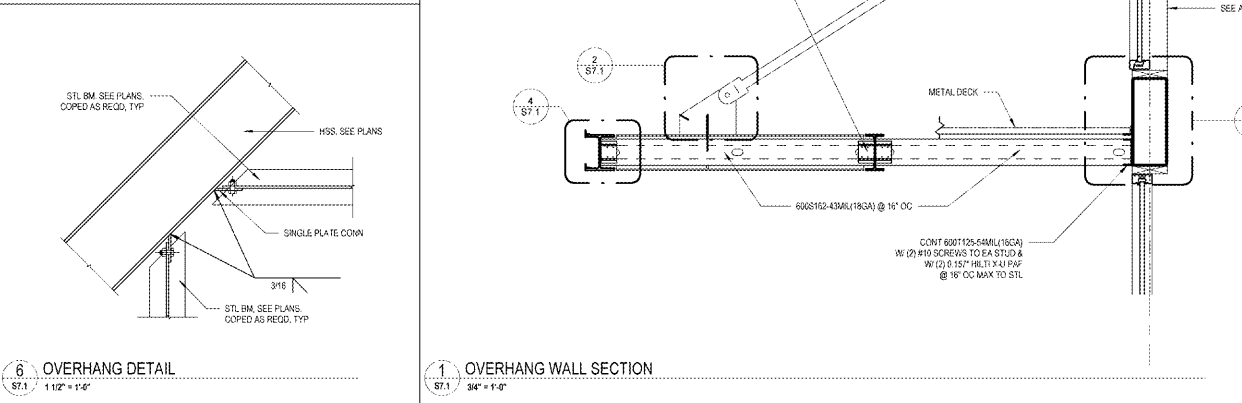 STL BM, SEE PLANS,
COPED AS REQD, TYP
HSS, SEE PLANS
SINGLE PLATE CONN
3/16
STL BM, SEE PLANS,
COPED AS REQD, TYP
6
S7.1
OVERHANG DETAIL
1 1/2" = 1'-0"
2
S7.1
4
S7.1
METAL DECK
SEE
600S162-43MIL(18GA) @ 16" OC
CONT 600T125-54MIL(16GA)
W/ (2) #10 SCREWS TO EA STUD &
W/ (2) 0.157" HILTI X-U PAF
@ 16" OC MAX TO STL
1
S7.1
OVERHANG WALL SECTION
3/4" = 1'-0"